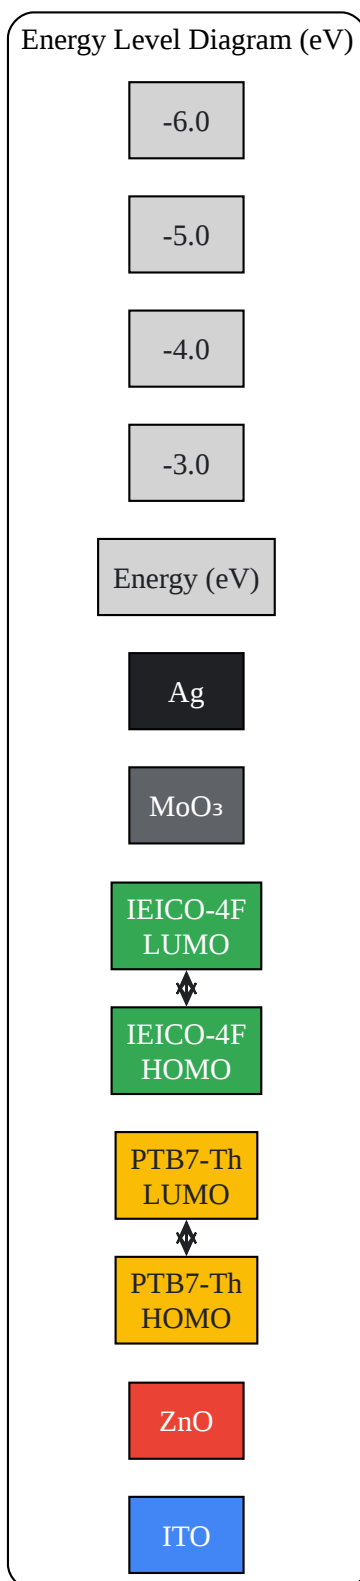 Energy Level Diagram (eV)
-6.0
-5.0
-4.0
-3.0
Energy (eV)
Ag
MoO₃
IEICO-4F
LUMO
IEICO-4F
HOMO
PTB7-Th
LUMO
PTB7-Th
HOMO
ZnO
ITO